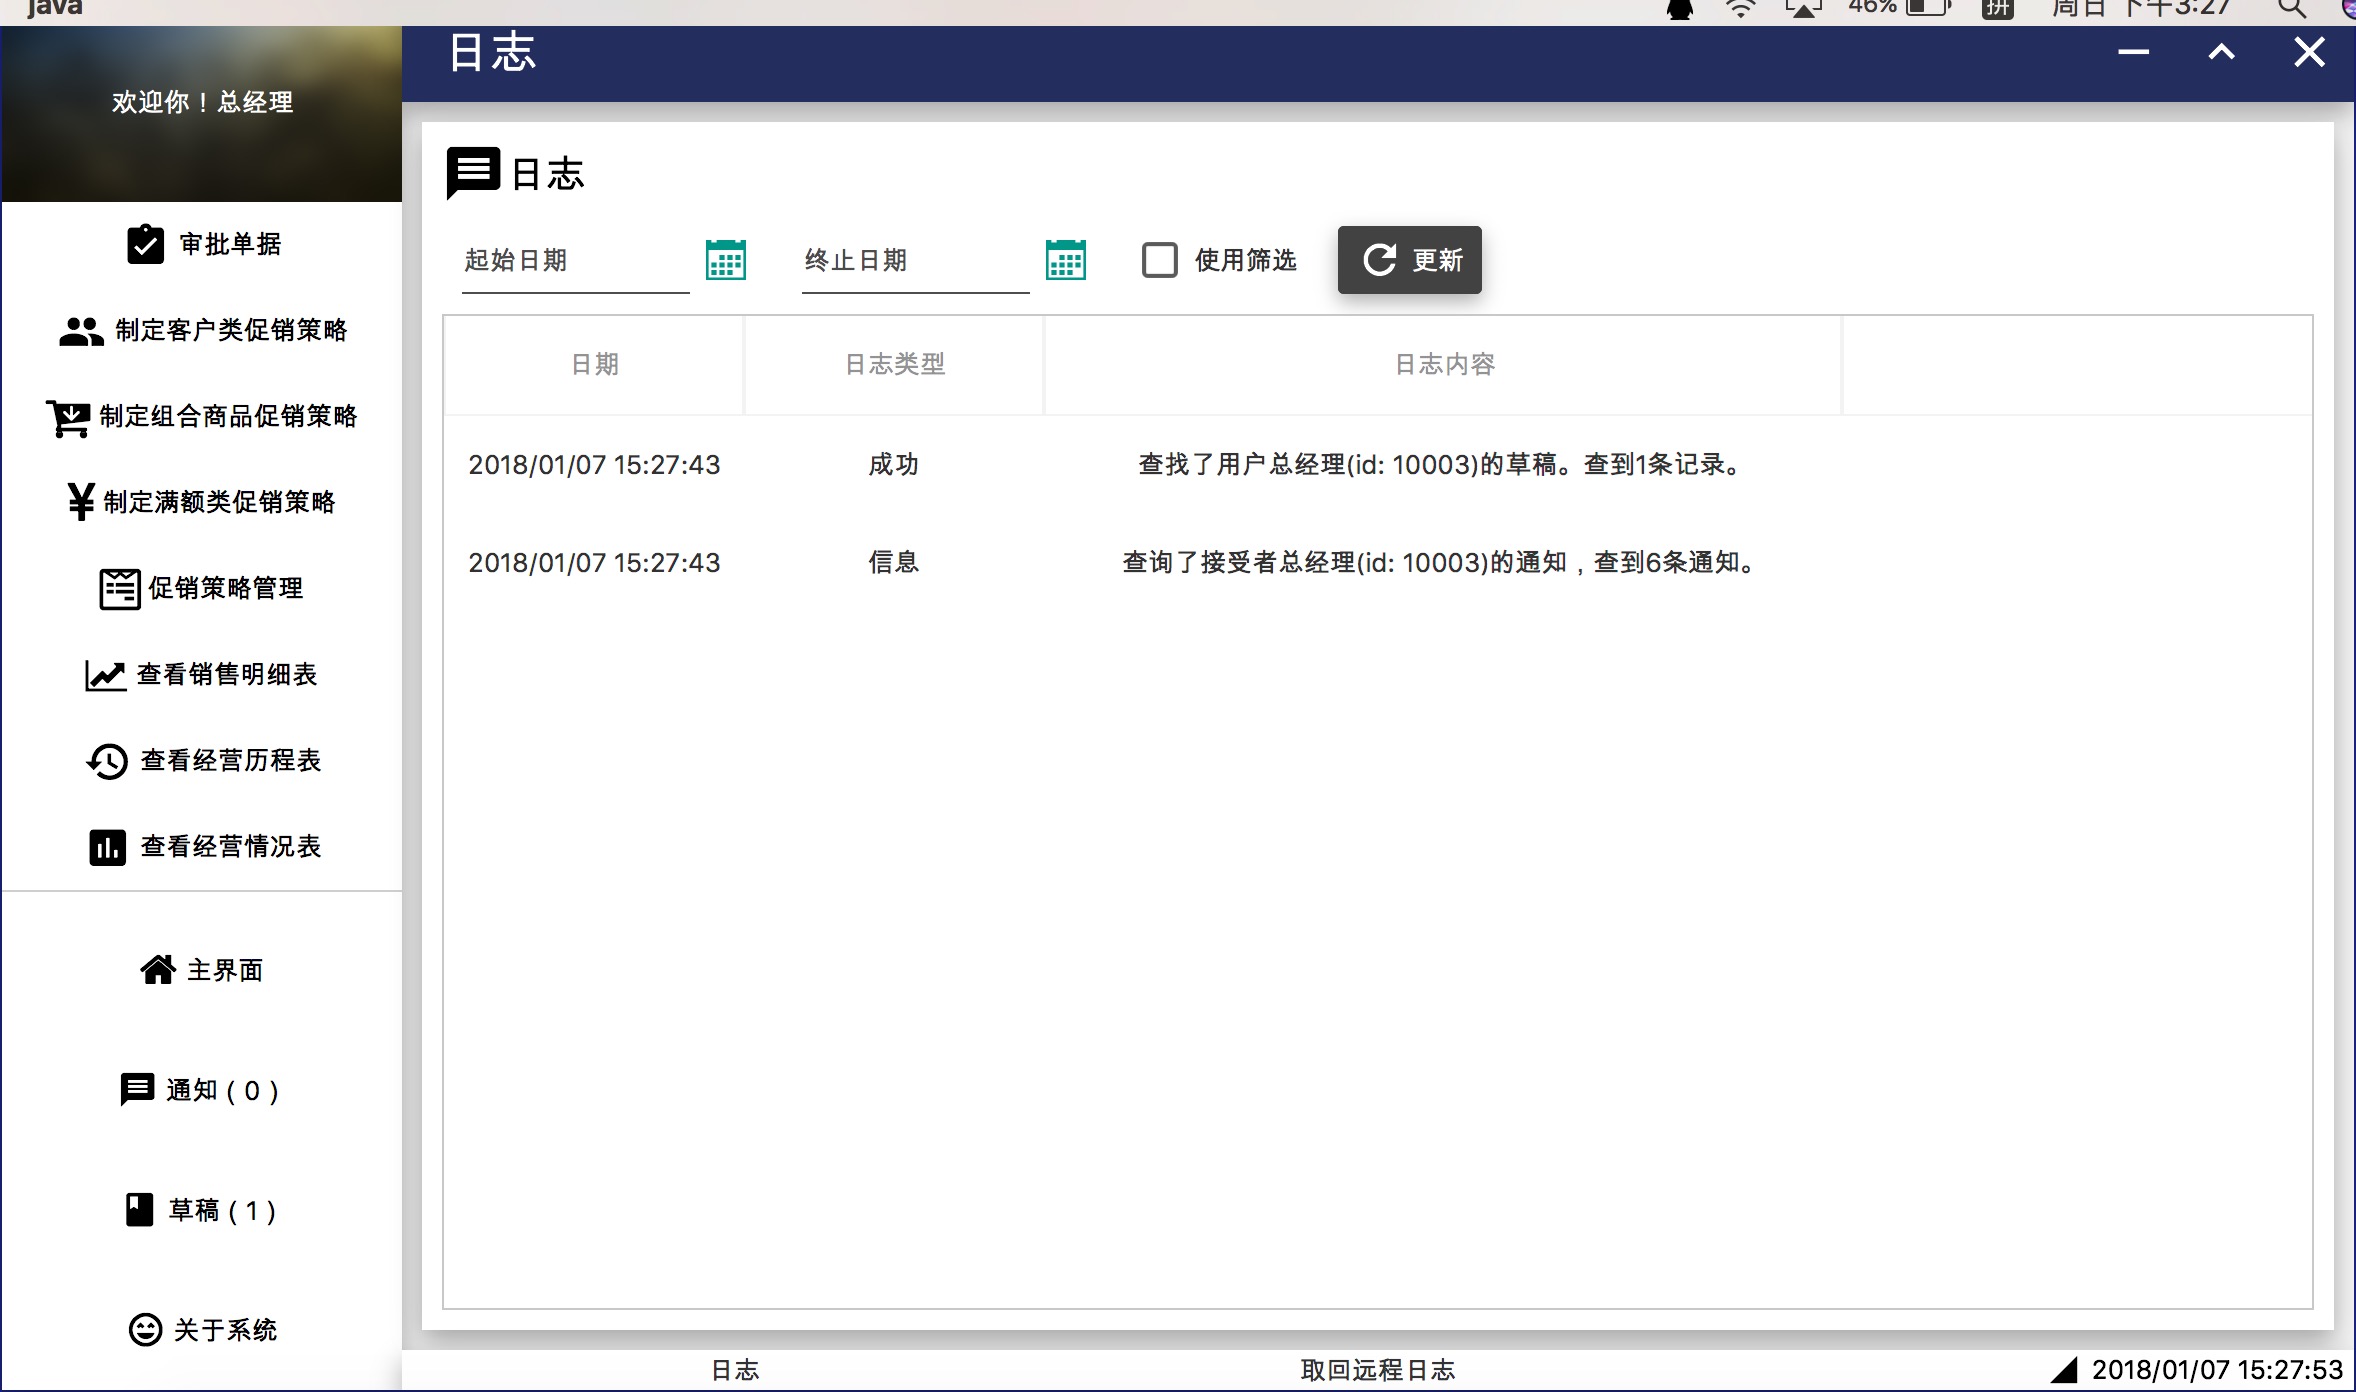 java
46%
拼
周日 下午3:27
欢迎你！总经理
审批单据
制定客户类促销策略
制定组合商品促销策略
¥ 制定满额类促销策略
促销策略管理
查看销售明细表
查看经营历程表
查看经营情况表
主界面
通知 ( 0 )
草稿 ( 1 )
关于系统
日志
日志
起始日期
终止日期
使用筛选
更新
日期 日志类型 日志内容
2018/01/07 15:27:43 成功 查找了用户总经理(id: 10003)的草稿。查到1条记录。
2018/01/07 15:27:43 信息 查询了接受者总经理(id: 10003)的通知，查到6条通知。
日志 取回远程日志 2018/01/07 15:27:53